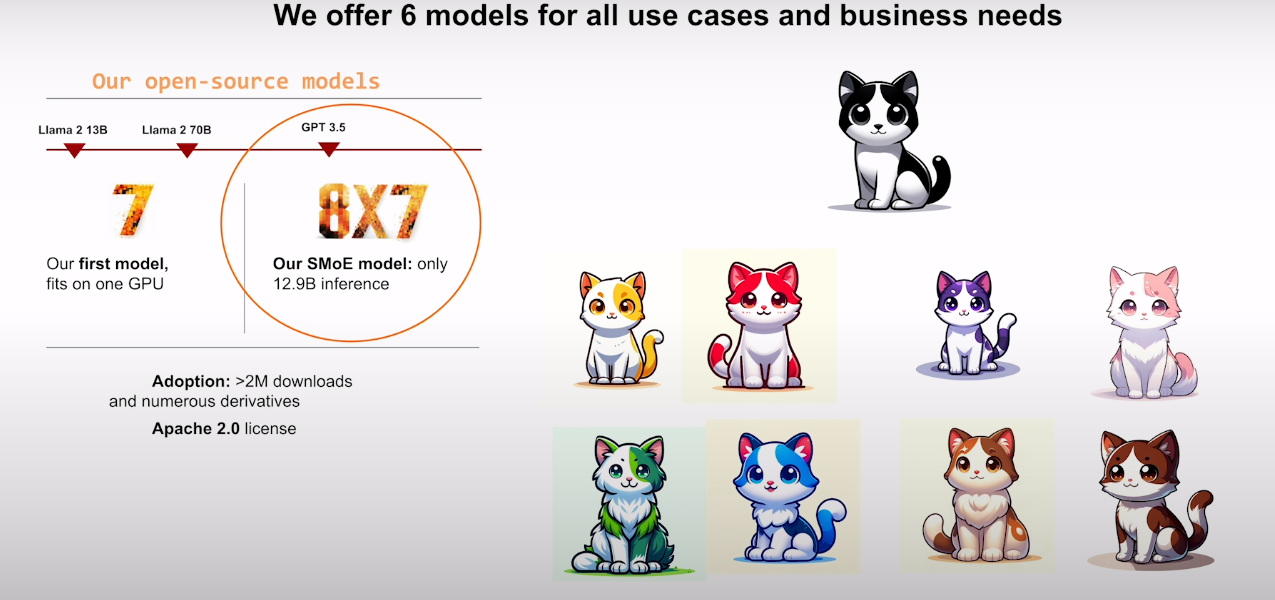 We offer 6 models for all use cases and business needs
Our open-source models
Llama 2 13B
Llama 2 70B
GPT 3.5
7
8X7
Our first model,
fits on one GPU
Our SMoE model: only
12.9B inference
Adoption: >2M downloads
and numerous derivatives
Apache 2.0 license